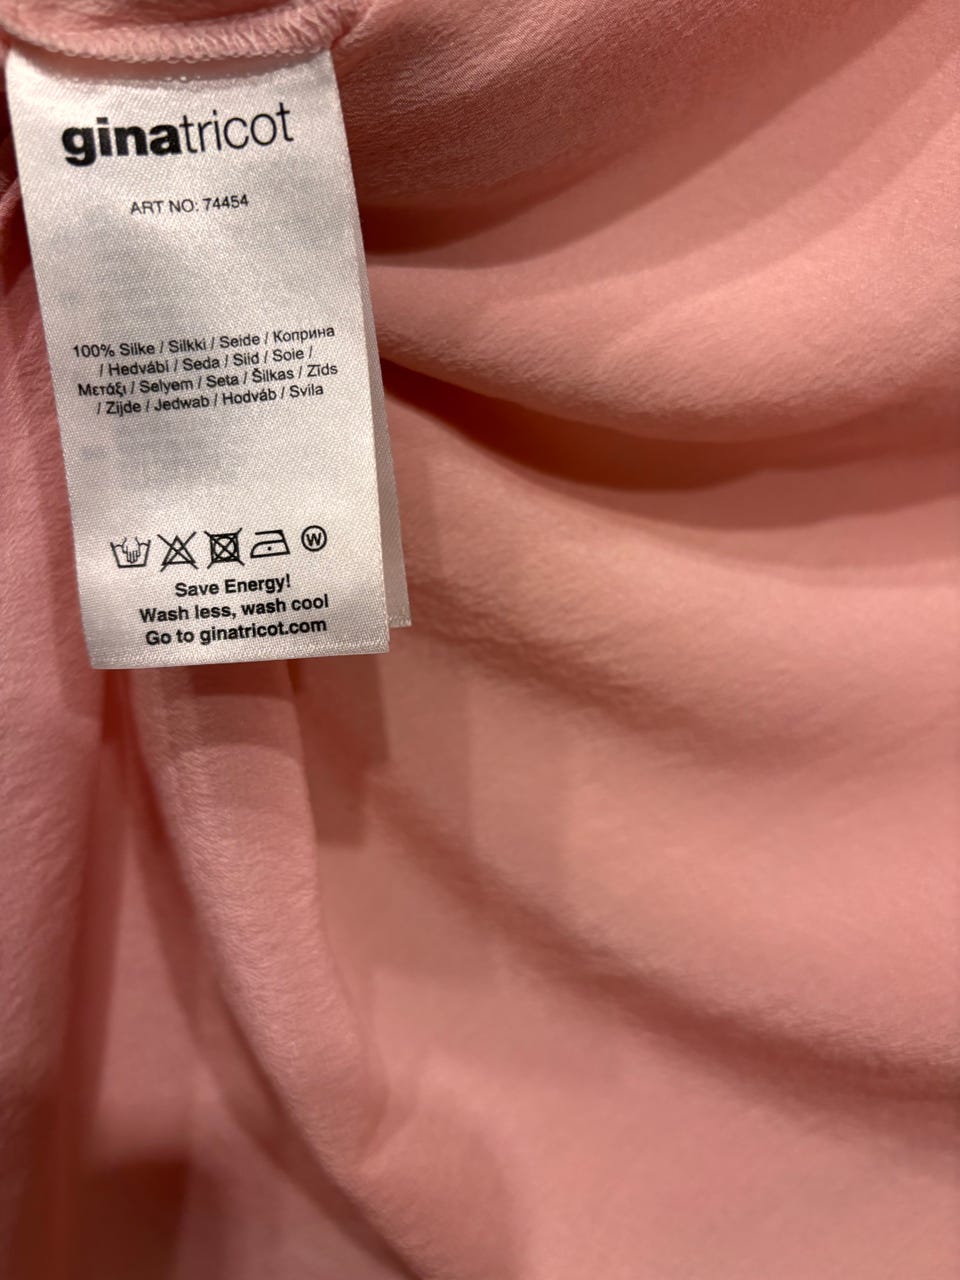 ginatricot
ART NO: 74454
100% Silke / Silkki / Seide / Коприна
/ Hedvábí / Seda / Siid / Soie /
Μετάξι / Selyem / Seta / Šilkas / Zīds
/ Zijde / Jedwab / Hodváb / Svila
W
Save Energy!
Wash less, wash cool
Go to ginatricot.com